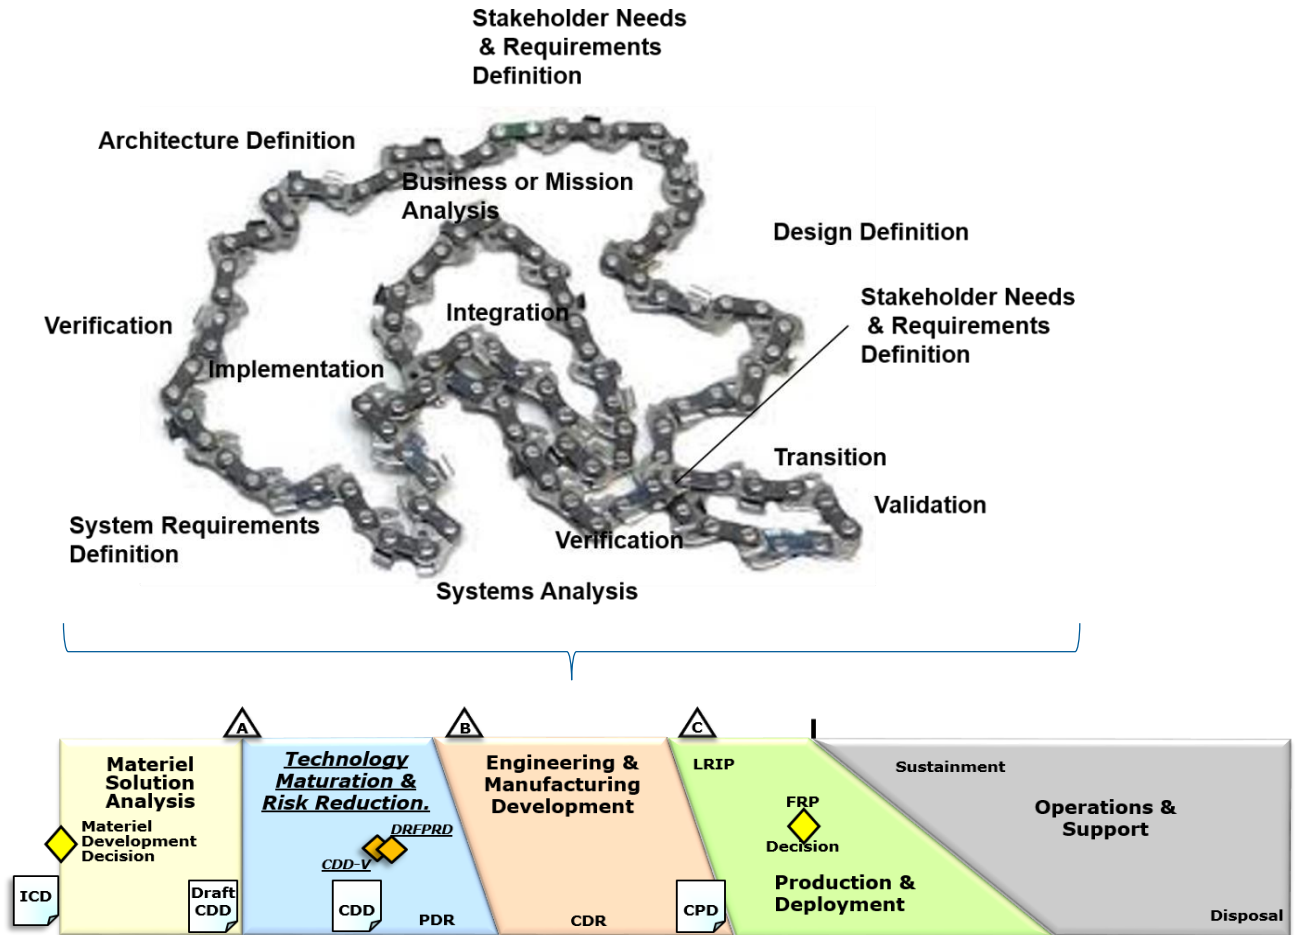 Stakeholder Needs
& Requirements
Definition
Architecture Definition
Business or Mission
Analysis
Design Definition
Stakeholder Needs
& Requirements
Definition
Integration
Verification
Implementation
Transition
Validation
System Requirements
Definition
Verification
Systems Analysis
A
B
C
Materiel
Solution
Analysis
Materiel
Development
Decision
ICD
Draft
CDD
Technology
Maturation &
Risk Reduction.
DRFPRD
CDD-V
CDD
PDR
Engineering &
Manufacturing
Development
CDR
LRIP
CPD
FRP
Decision
Production &
Deployment
Sustainment
Operations &
Support
Disposal